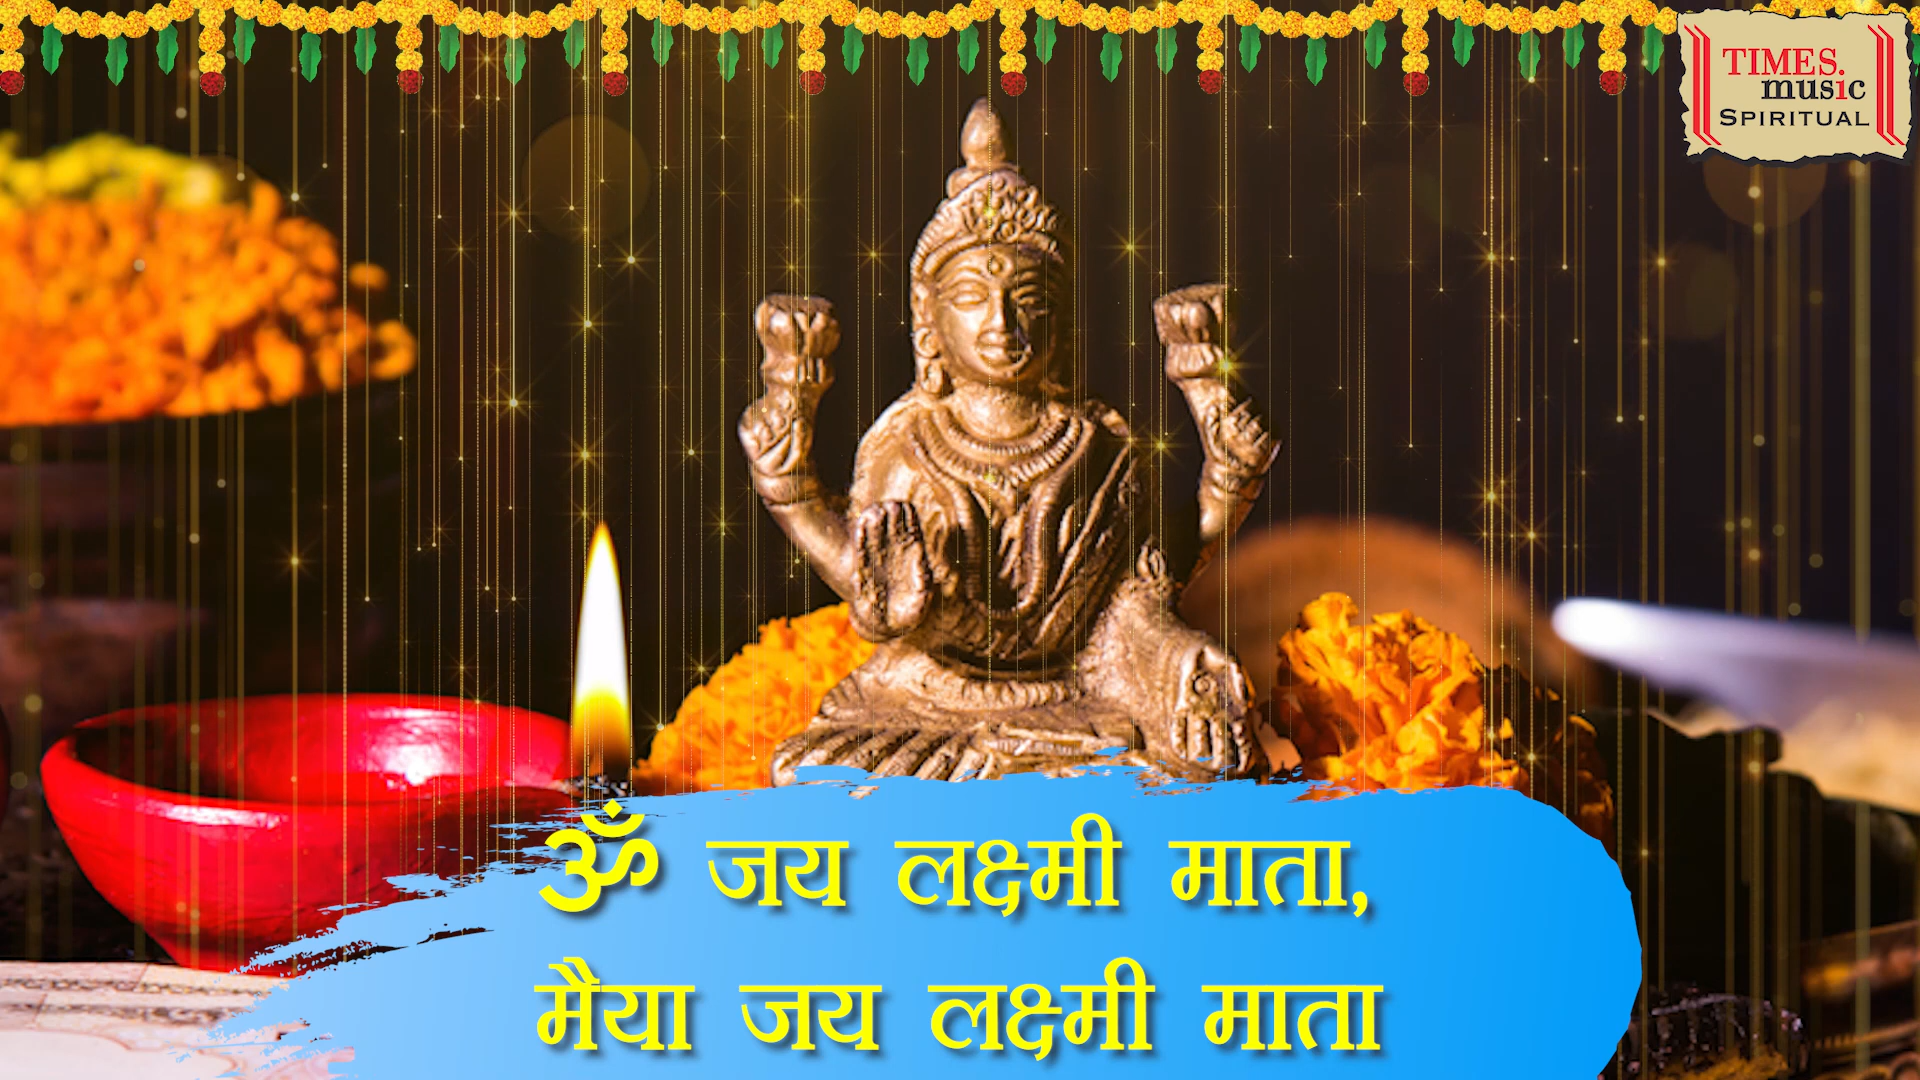 TIMES.
music
SPIRITUAL
ॐ जय लक्ष्मी माता,
मैया जय लक्ष्मी माता